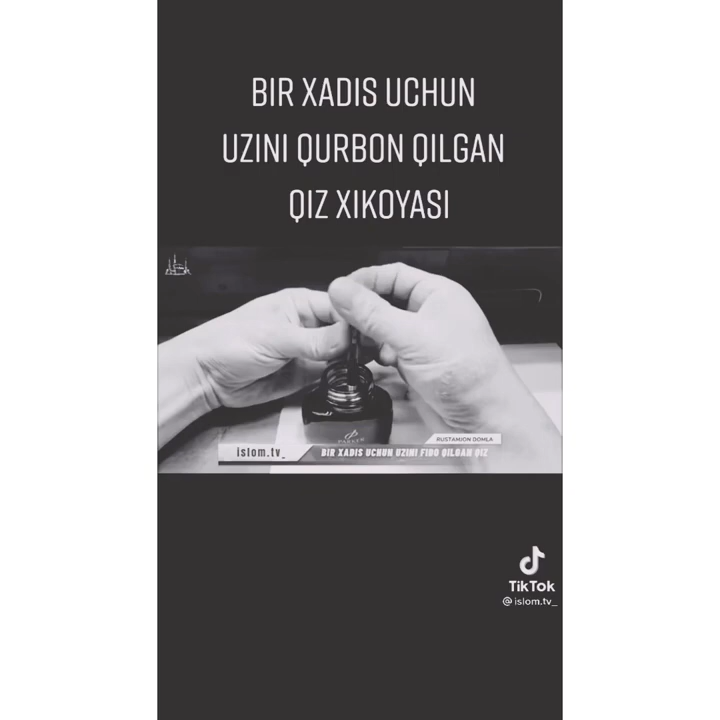 BIR XADIS UCHUN
UZINI QURBON QILGAN
QIZ XIKOYASI
PARKER
RUSTAMJON DOMLA
islom.tv_
BIR XADIS UCHUN UZINI FIDO QILGAN QIZ
TikTok
@islom.tv_